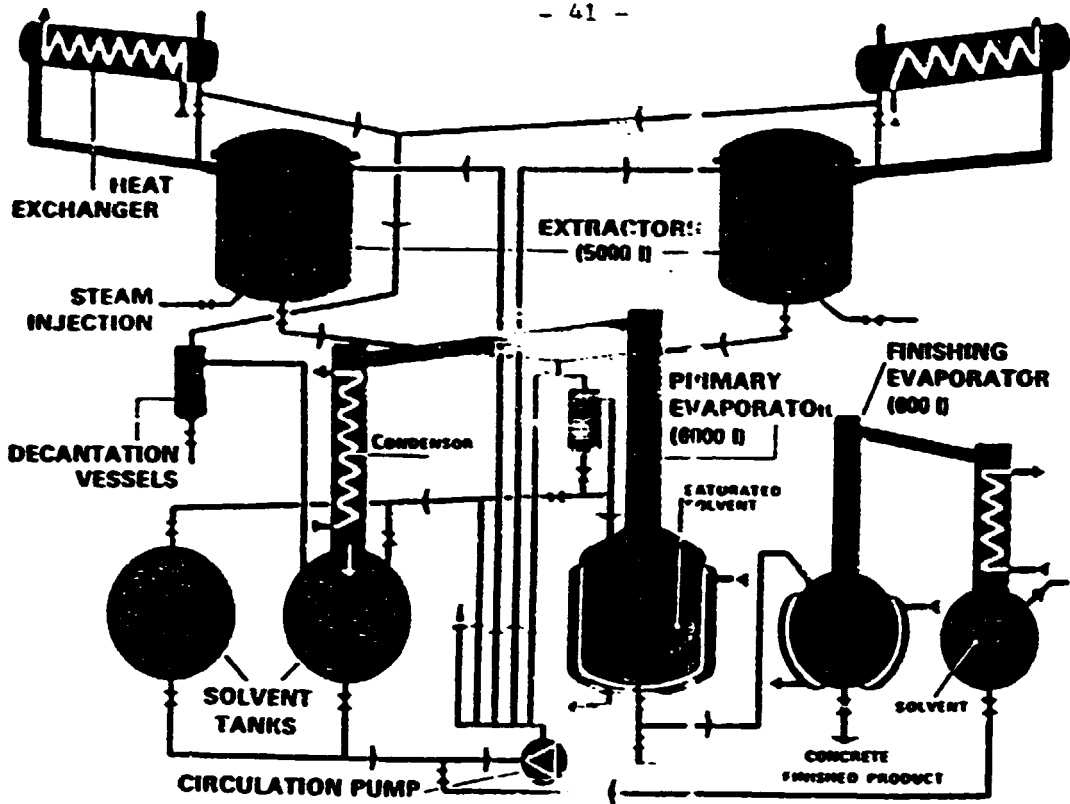 - 41 -
HEAT
EXCHANGER
EXTRACTORS
(5000 l)
STEAM
INJECTION
FINISHING
EVAPORATOR
(600 l)
PRIMARY
EVAPORATOR
(6000 l)
DECANTATION
VESSELS
CONDENSOR
SATURATED
SOLVENT
SOLVENT
TANKS
SOLVENT
CONCRETE
FINISHED PRODUCT
CIRCULATION PUMP